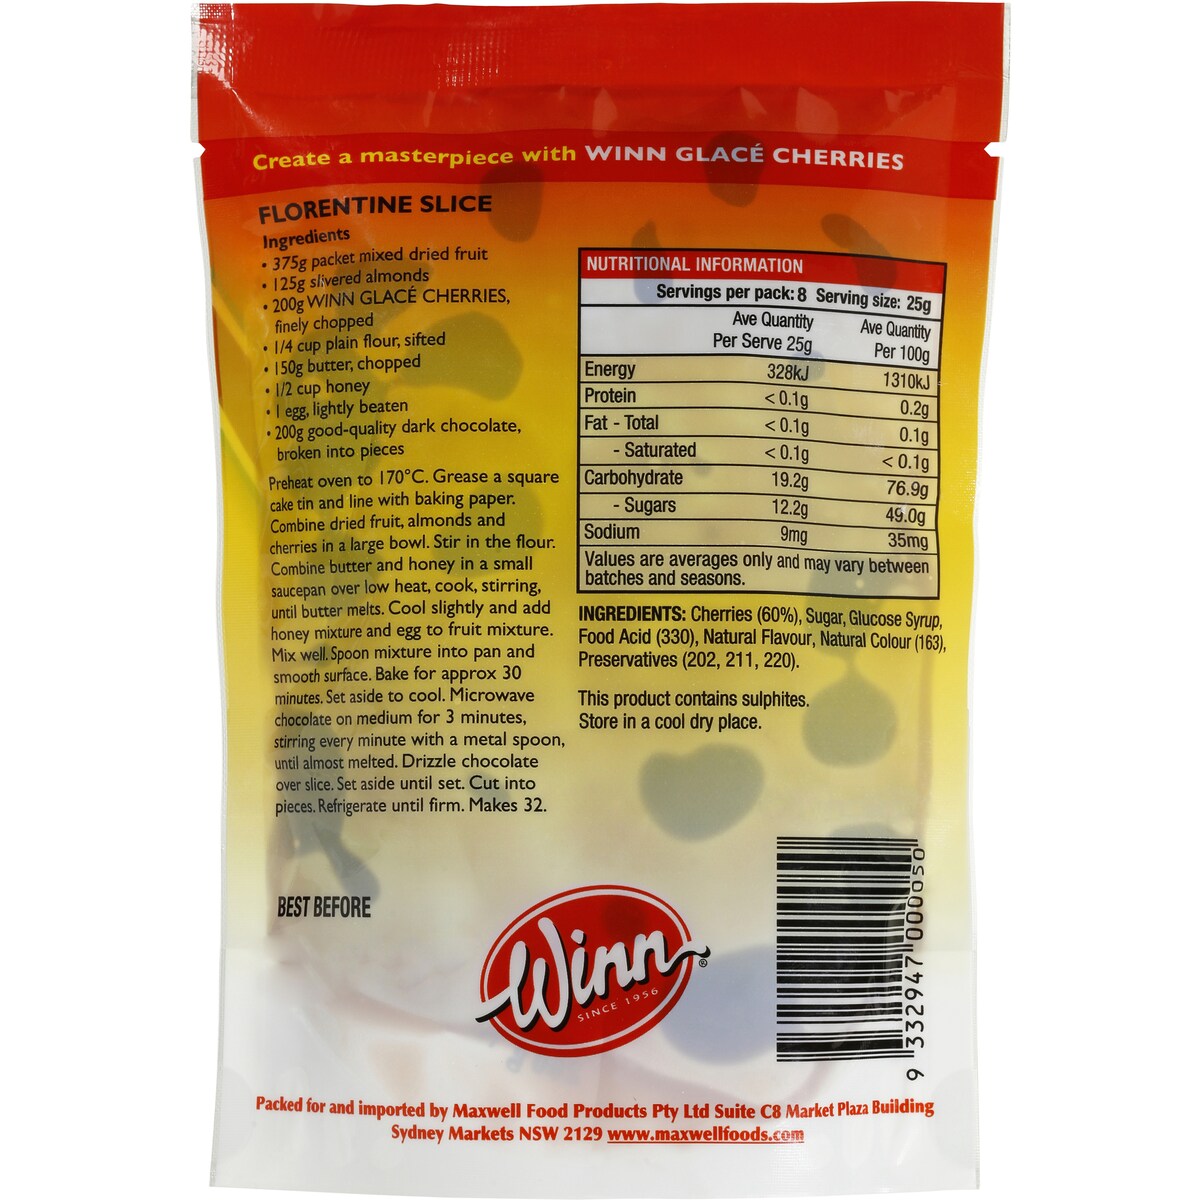 Create a masterpiece with WINN GLACÉ CHERRIES
FLORENTINE SLICE
Ingredients
• 375g packet mixed dried fruit
• 125g slivered almonds
• 200g WINN GLACÉ CHERRIES,
finely chopped
• 1/4 cup plain flour, sifted
• 150g butter, chopped
• 1/2 cup honey
• 1 egg, lightly beaten
• 200g good-quality dark chocolate,
broken into pieces
Preheat oven to 170°C. Grease a square
cake tin and line with baking paper.
Combine dried fruit, almonds and
cherries in a large bowl. Stir in the flour.
Combine butter and honey in a small
saucepan over low heat, cook, stirring,
until butter melts. Cool slightly and add
honey mixture and egg to fruit mixture.
Mix well. Spoon mixture into pan and
smooth surface. Bake for approx 30
minutes. Set aside to cool. Microwave
chocolate on medium for 3 minutes,
stirring every minute with a metal spoon,
until almost melted. Drizzle chocolate
over slice. Set aside until set. Cut into
pieces. Refrigerate until firm. Makes 32.
BEST BEFORE
NUTRITIONAL INFORMATION
Servings per pack: 8 Serving size: 25g
Ave Quantity Ave Quantity
Per Serve 25g Per 100g
Energy 328kJ 1310kJ
Protein < 0.1g 0.2g
Fat - Total < 0.1g 0.1g
- Saturated < 0.1g < 0.1g
Carbohydrate 19.2g 76.9g
- Sugars 12.2g 49.0g
Sodium 9mg 35mg
Values are averages only and may vary between
batches and seasons.
INGREDIENTS: Cherries (60%), Sugar, Glucose Syrup,
Food Acid (330), Natural Flavour, Natural Colour (163),
Preservatives (202, 211, 220).
This product contains sulphites.
Store in a cool dry place.
Winn®
SINCE 1956
9 332947 000050
Packed for and imported by Maxwell Food Products Pty Ltd Suite C8 Market Plaza Building
Sydney Markets NSW 2129 www.maxwellfoods.com